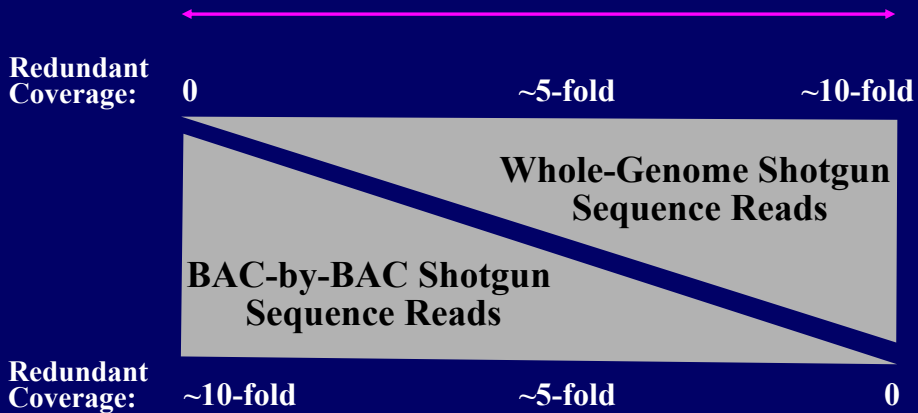 Redundant
Coverage: 0 ~5-fold ~10-fold
Whole-Genome Shotgun
Sequence Reads
BAC-by-BAC Shotgun
Sequence Reads
Redundant
Coverage: ~10-fold ~5-fold 0